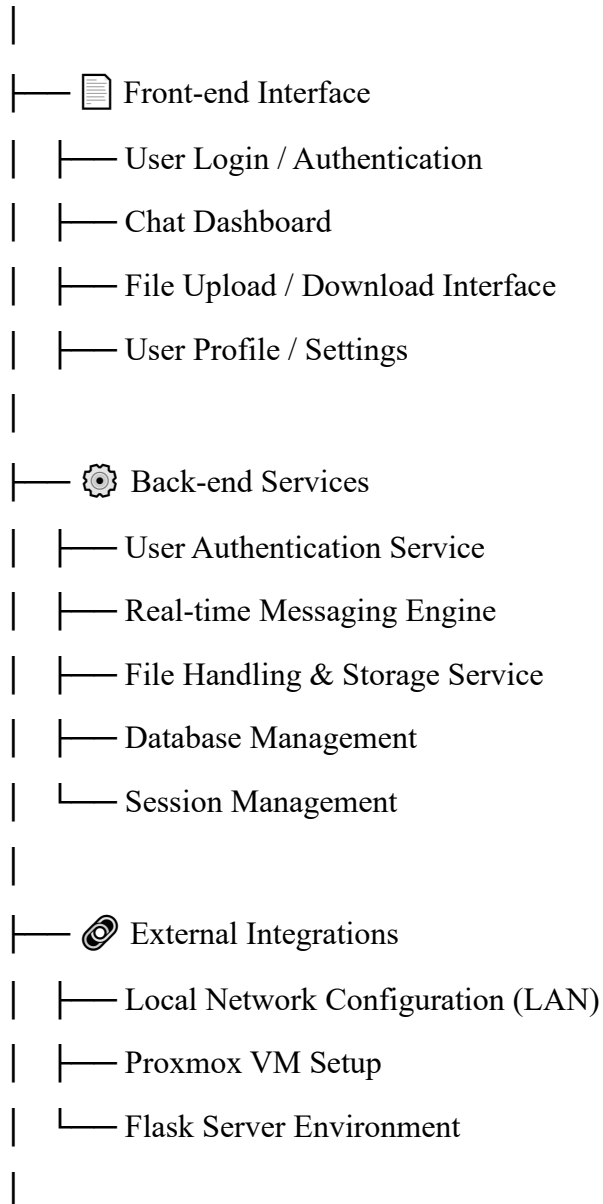 │
├── 📄 Front-end Interface
│ ├── User Login / Authentication
│ ├── Chat Dashboard
│ ├── File Upload / Download Interface
│ ├── User Profile / Settings
│
├── ⚙️ Back-end Services
│ ├── User Authentication Service
│ ├── Real-time Messaging Engine
│ ├── File Handling & Storage Service
│ ├── Database Management
│ └── Session Management
│
├── 🔗 External Integrations
│ ├── Local Network Configuration (LAN)
│ ├── Proxmox VM Setup
│ └── Flask Server Environment
│